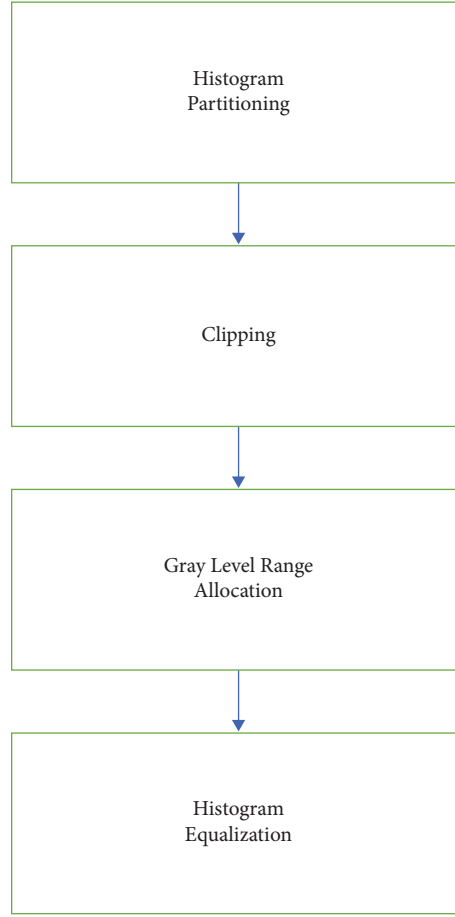 Histogram
Partitioning
Clipping
Gray Level Range
Allocation
Histogram
Equalization